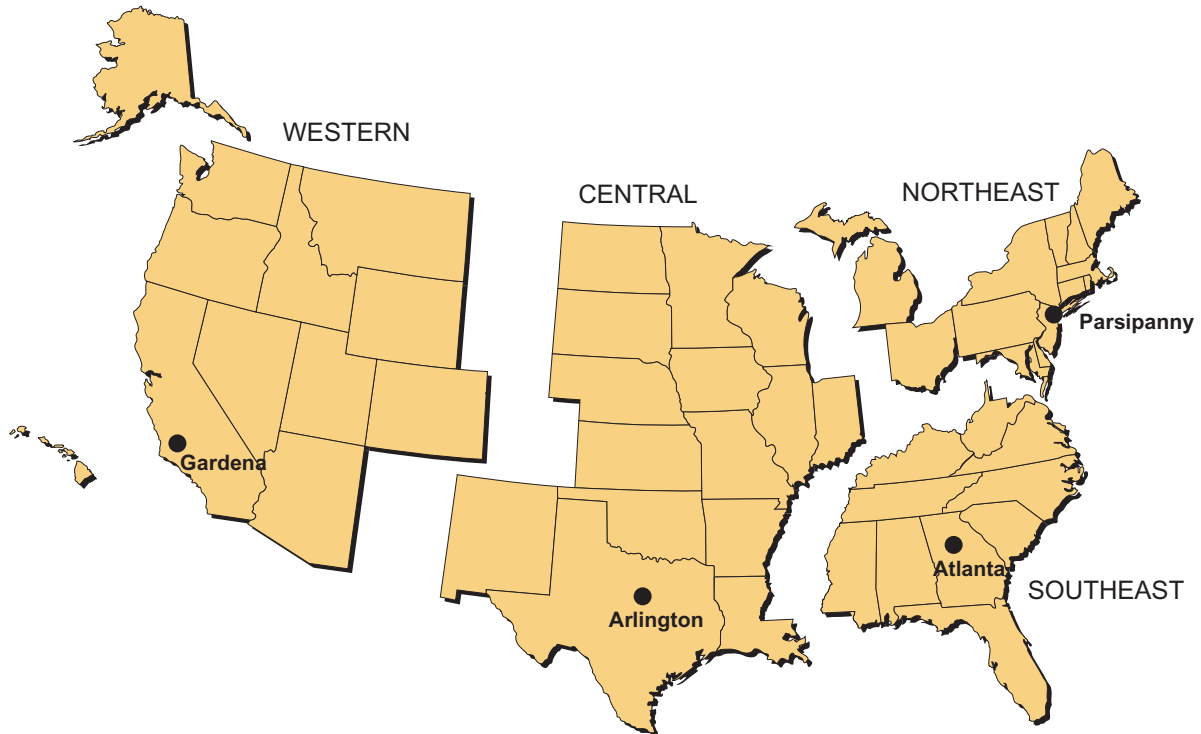 WESTERN
CENTRAL
NORTHEAST
Parsipanny
Gardena
Atlanta
SOUTHEAST
Arlington